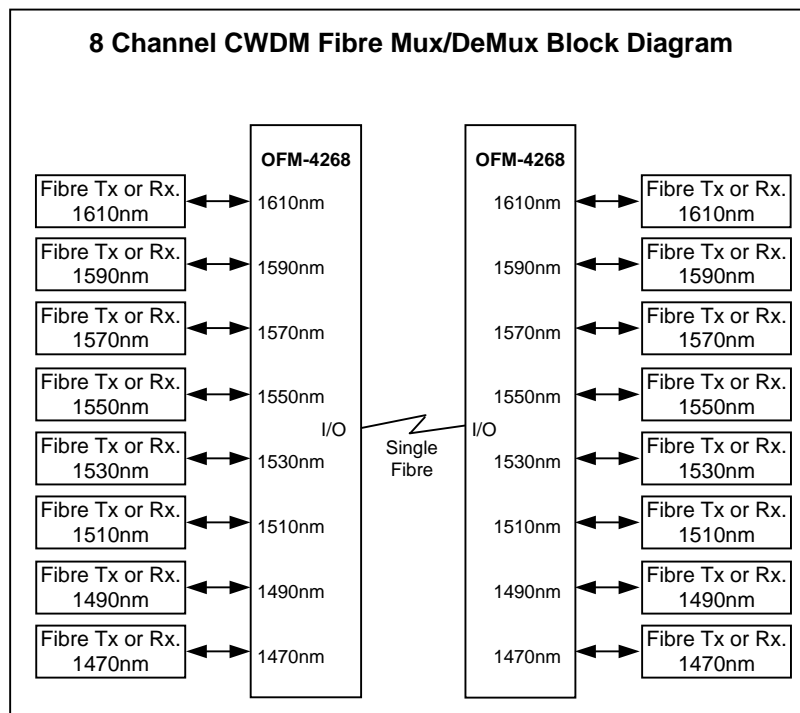 8 Channel CWDM Fibre Mux/DeMux Block Diagram
OFM-4268
OFM-4268
Fibre Tx or Rx.
1610nm
1610nm
1610nm
Fibre Tx or Rx.
1610nm
Fibre Tx or Rx.
1590nm
1590nm
1590nm
Fibre Tx or Rx.
1590nm
Fibre Tx or Rx.
1570nm
1570nm
1570nm
Fibre Tx or Rx.
1570nm
Fibre Tx or Rx.
1550nm
1550nm
1550nm
Fibre Tx or Rx.
1550nm
I/O
Single
Fibre
I/O
Fibre Tx or Rx.
1530nm
1530nm
1530nm
Fibre Tx or Rx.
1530nm
Fibre Tx or Rx.
1510nm
1510nm
1510nm
Fibre Tx or Rx.
1510nm
Fibre Tx or Rx.
1490nm
1490nm
1490nm
Fibre Tx or Rx.
1490nm
Fibre Tx or Rx.
1470nm
1470nm
1470nm
Fibre Tx or Rx.
1470nm